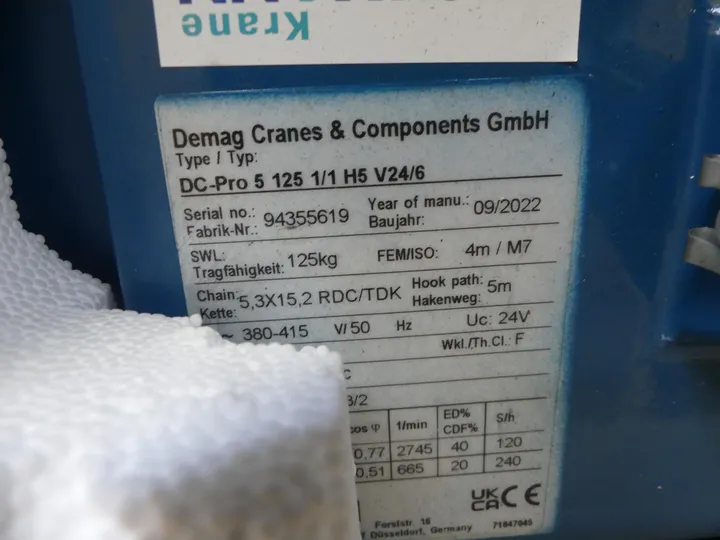 Krane
Demag Cranes & Components GmbH
Type / Typ:
DC-Pro 5 125 1/1 H5 V24/6
Serial no.: 94355619 Year of manu.: 09/2022
Fabrik-Nr.: Baujahr:
SWL: 125kg FEM/ISO: 4m / M7
Tragfähigkeit:
Chain: 5,3X15,2 RDC/TDK Hook path: 5m
Kette: Hakenweg:
~ 380-415 V/ 50 Hz Uc: 24V
Wkl./Th.Cl.: F
C
3/2
cos φ 1/min ED% CDF% S/h
0,77 2745 40 120
0,51 665 20 240
UK CA CE
Forststr. 16
Düsseldorf, Germany 71847045